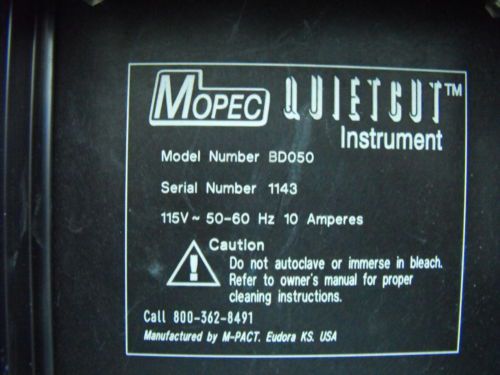 MOPEC QUIETCUT™
Instrument
Model Number BD050
Serial Number 1143
115V ~ 50-60 Hz 10 Amperes
Caution
Do not autoclave or immerse in bleach.
Refer to owner's manual for proper
cleaning instructions.
Call 800-362-8491
Manufactured by M-PACT. Eudora KS. USA